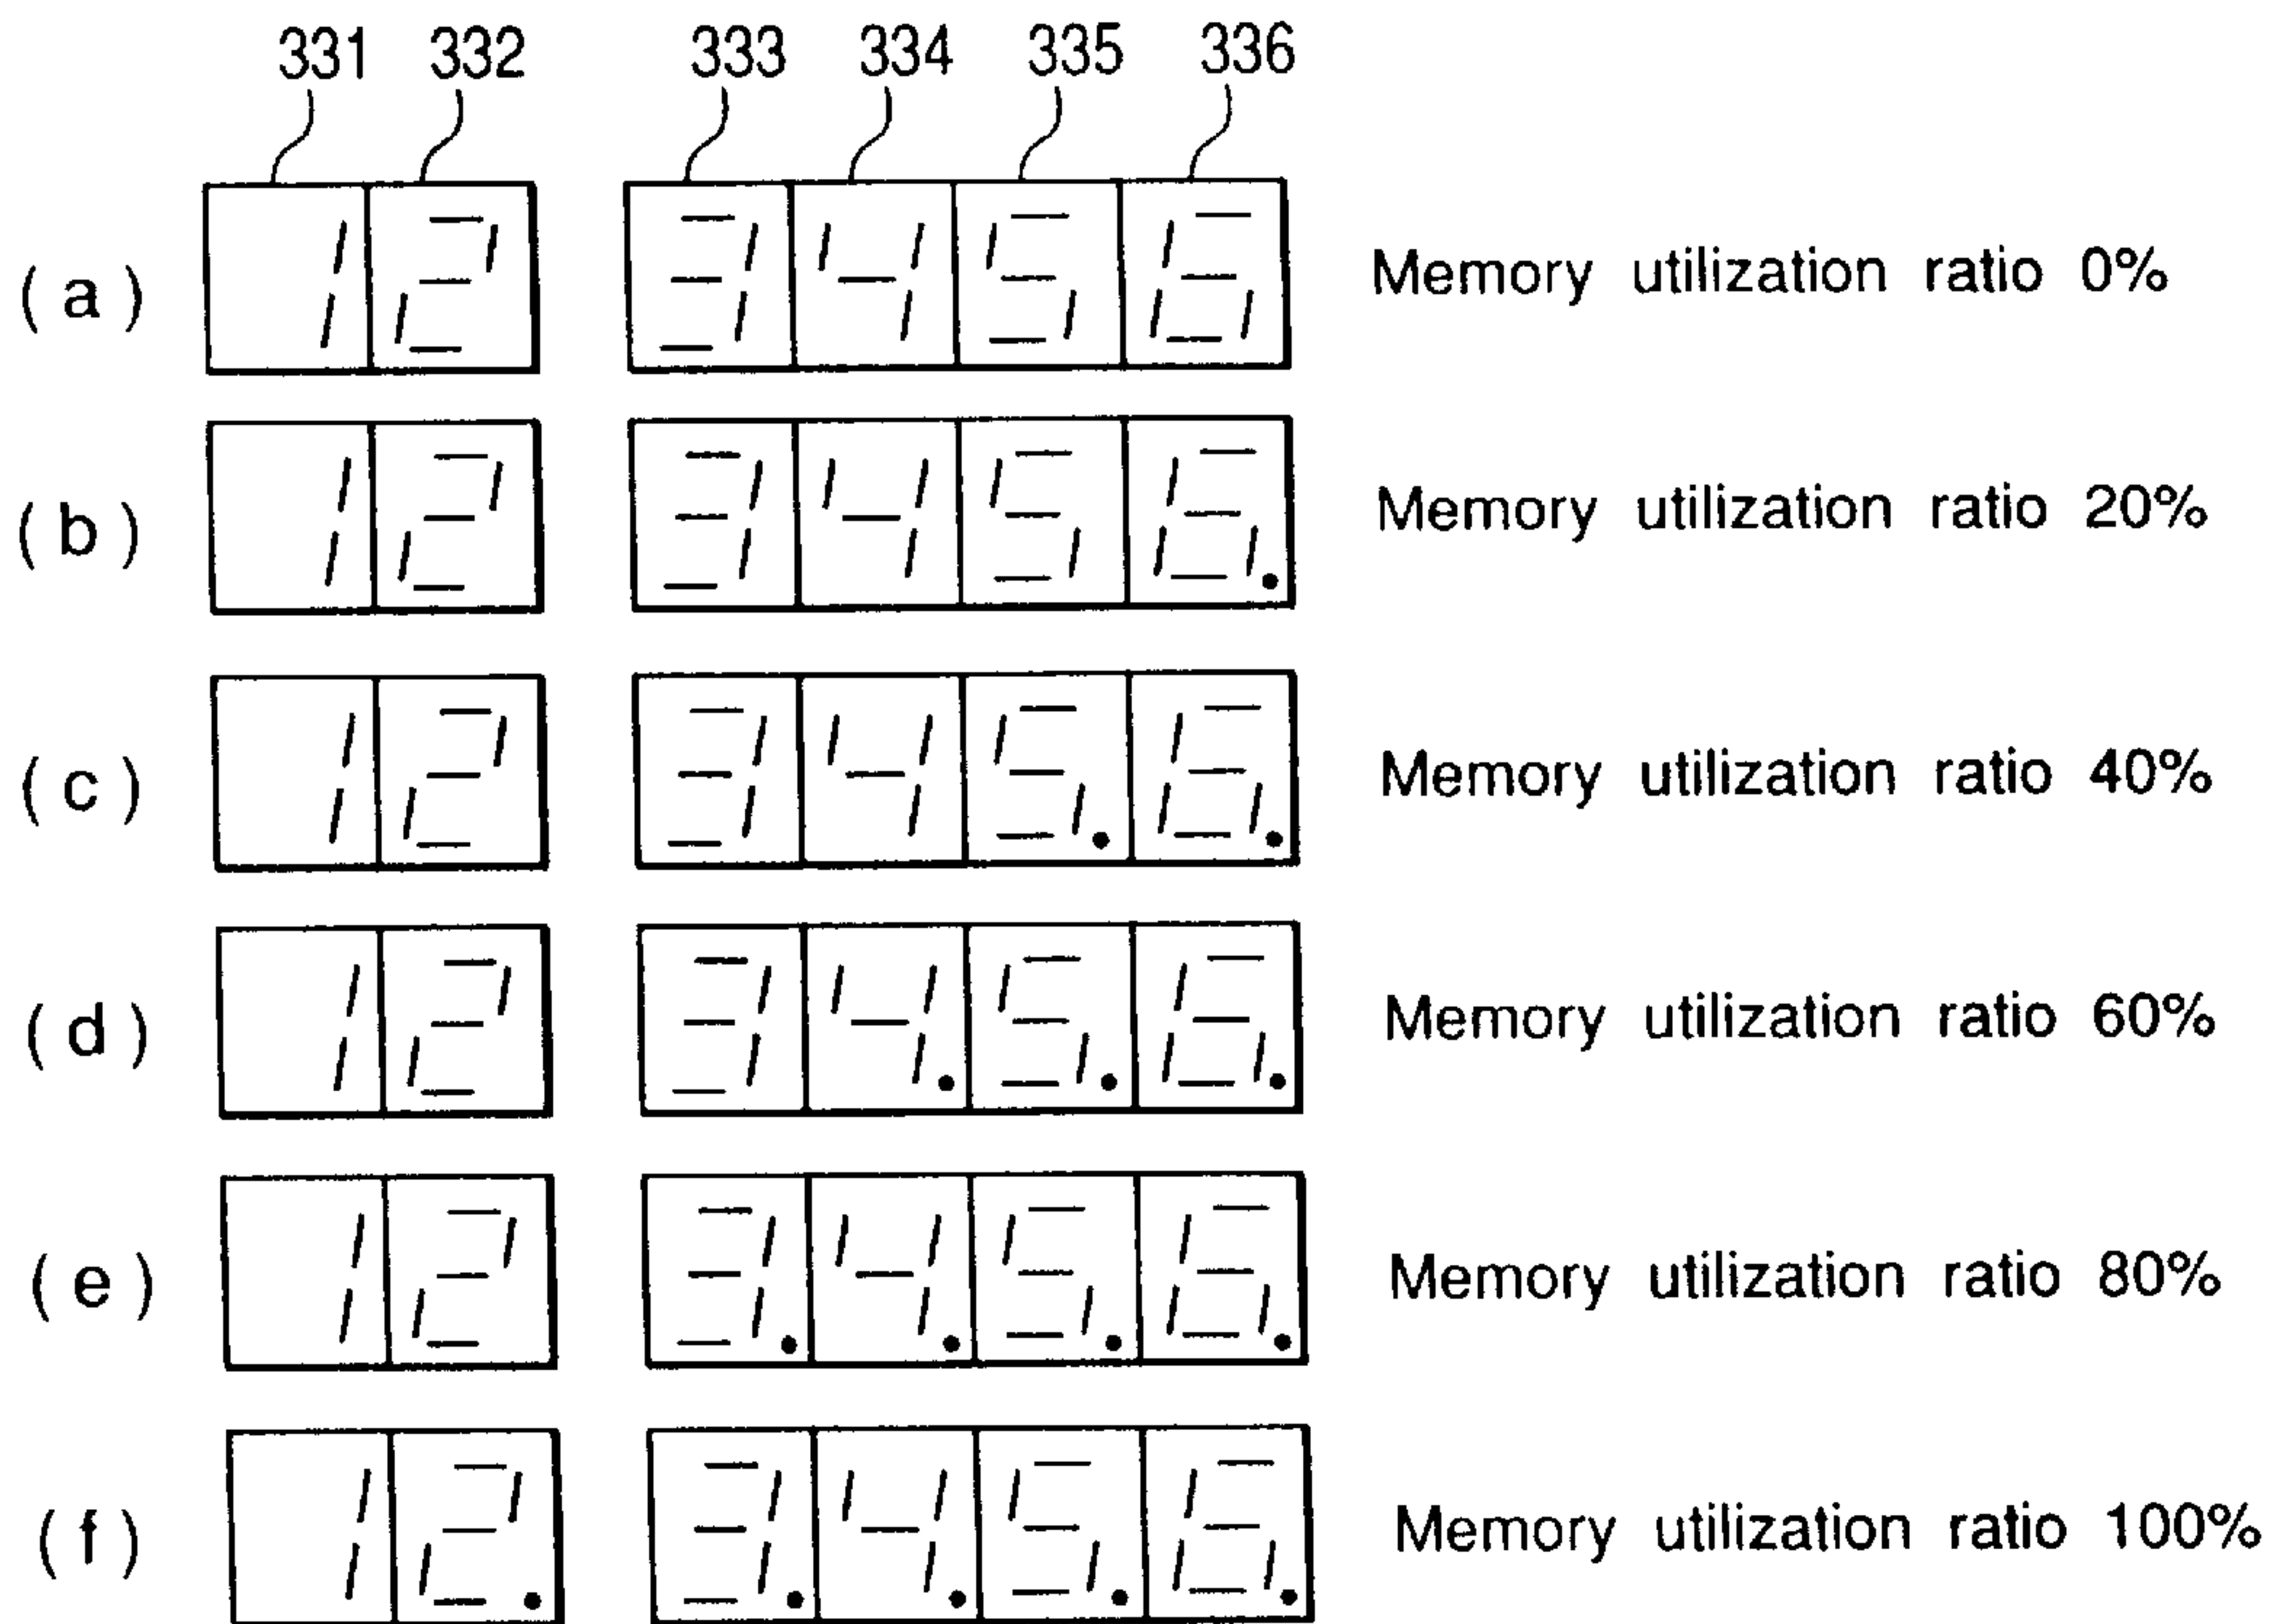 331 332 333 334 335 336
(a) 12 3456 Memory utilization ratio 0%
(b) 12 3456. Memory utilization ratio 20%
(c) 12 345.6. Memory utilization ratio 40%
(d) 12 34.5.6. Memory utilization ratio 60%
(e) 12 3.4.5.6. Memory utilization ratio 80%
(f) 12. 3.4.5.6. Memory utilization ratio 100%